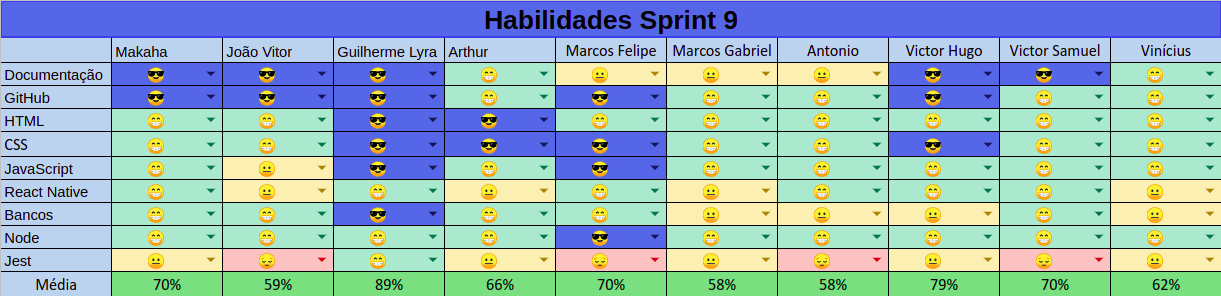 Habilidades Sprint 9
Makaha João Vitor Guilherme Lyra Arthur Marcos Felipe Marcos Gabriel Antonio Victor Hugo Victor Samuel Vinícius
Documentação
GitHub
HTML
CSS
JavaScript
React Native
Bancos
Node
Jest
Média 70% 59% 89% 66% 70% 58% 58% 79% 70% 62%